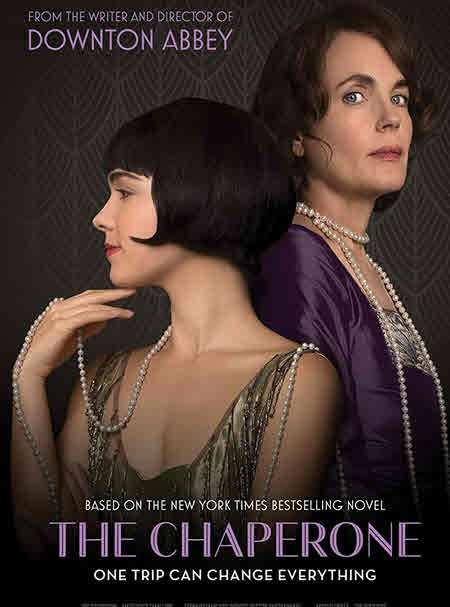 FROM THE WRITER AND DIRECTOR OF
DOWNTON ABBEY
BASED ON THE NEW YORK TIMES BESTSELLING NOVEL
THE CHAPERONE
ONE TRIP CAN CHANGE EVERYTHING